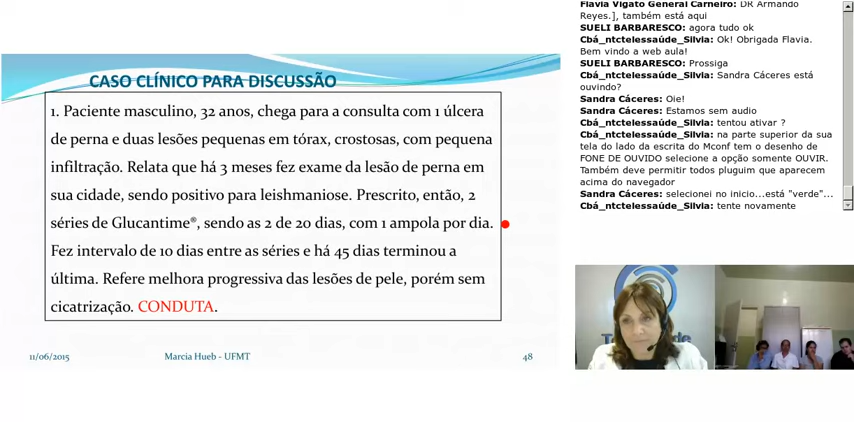 CASO CLÍNICO PARA DISCUSSÃO
1. Paciente masculino, 32 anos, chega para a consulta com 1 úlcera
de perna e duas lesões pequenas em tórax, crostosas, com pequena
infiltração. Relata que há 3 meses fez exame da lesão de perna em
sua cidade, sendo positivo para leishmaniose. Prescrito, então, 2
séries de Glucantime®, sendo as 2 de 20 dias, com 1 ampola por dia.
Fez intervalo de 10 dias entre as séries e há 45 dias terminou a
última. Refere melhora progressiva das lesões de pele, porém sem
cicatrização. CONDUTA.
11/06/2015
Marcia Hueb - UFMT
48
Flavia Vigato General Carneiro: DR Armando
Reyes.], também está aqui
SUELI BARBARESCO: agora tudo ok
Cbá_ntctelessaúde_Silvia: Ok! Obrigada Flavia.
Bem vindo a web aula!
SUELI BARBARESCO: Prossiga
Cbá_ntctelessaúde_Silvia: Sandra Cáceres está
ouvindo?
Sandra Cáceres: Oie!
Sandra Cáceres: Estamos sem audio
Cbá_ntctelessaúde_Silvia: tentou ativar ?
Cbá_ntctelessaúde_Silvia: na parte superior da sua
tela do lado da escrita do Mconf tem o desenho de
FONE DE OUVIDO selecione a opção somente OUVIR.
Também deve permitir todos pluguim que aparecem
acima do navegador
Sandra Cáceres: selecionei no inicio...está "verde"...
Cbá_ntctelessaúde_Silvia: tente novamente